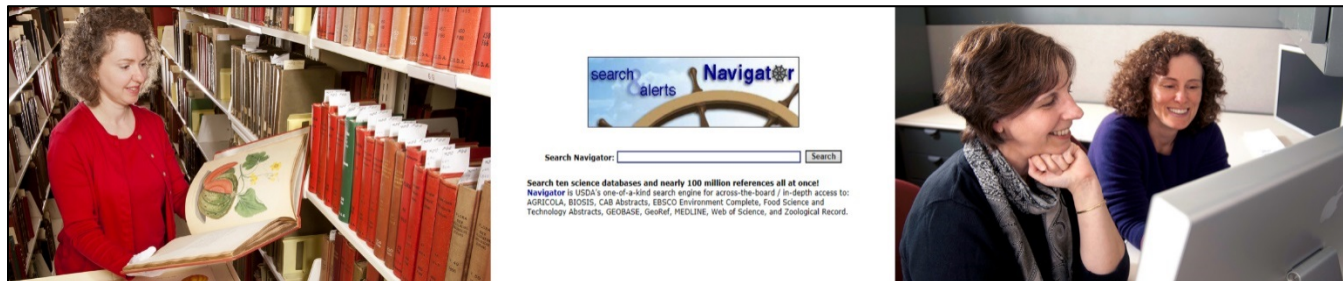 search
&
alerts
Navigator
Search Navigator:
Search
Search ten science databases and nearly 100 million references all at once!
Navigator is USDA's one-of-a-kind search engine for across-the-board / in-depth access to:
AGRICOLA, BIOSIS, CAB Abstracts, EBSCO Environment Complete, Food Science and
Technology Abstracts, GEOBASE, GeoRef, MEDLINE, Web of Science, and Zoological Record.